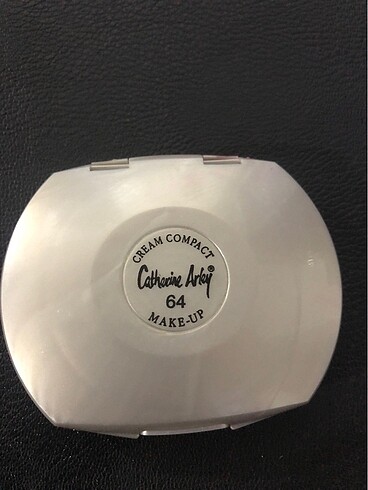 CREAM COMPACT
Catherine Arley®
64
MAKE-UP